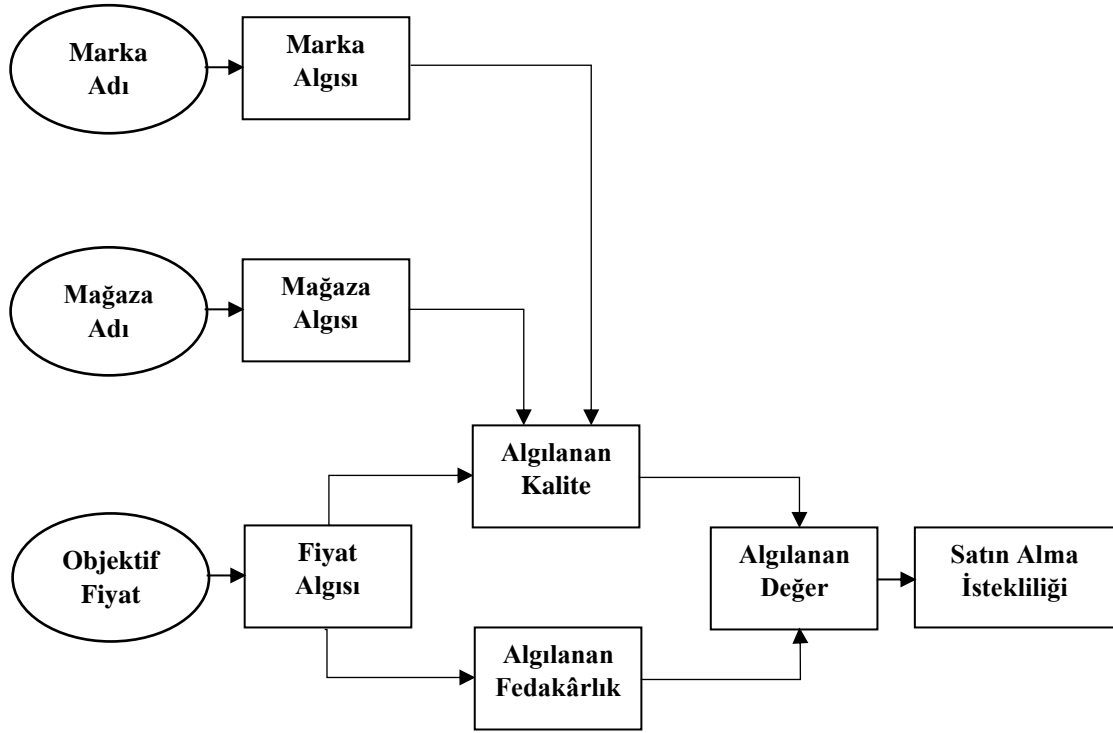 Marka
Adı
Marka
Algısı
Mağaza
Adı
Mağaza
Algısı
Algılanan
Kalite
Objektif
Fiyat
Fiyat
Algısı
Algılanan
Değer
Satın Alma
İstekliliği
Algılanan
Fedakârlık